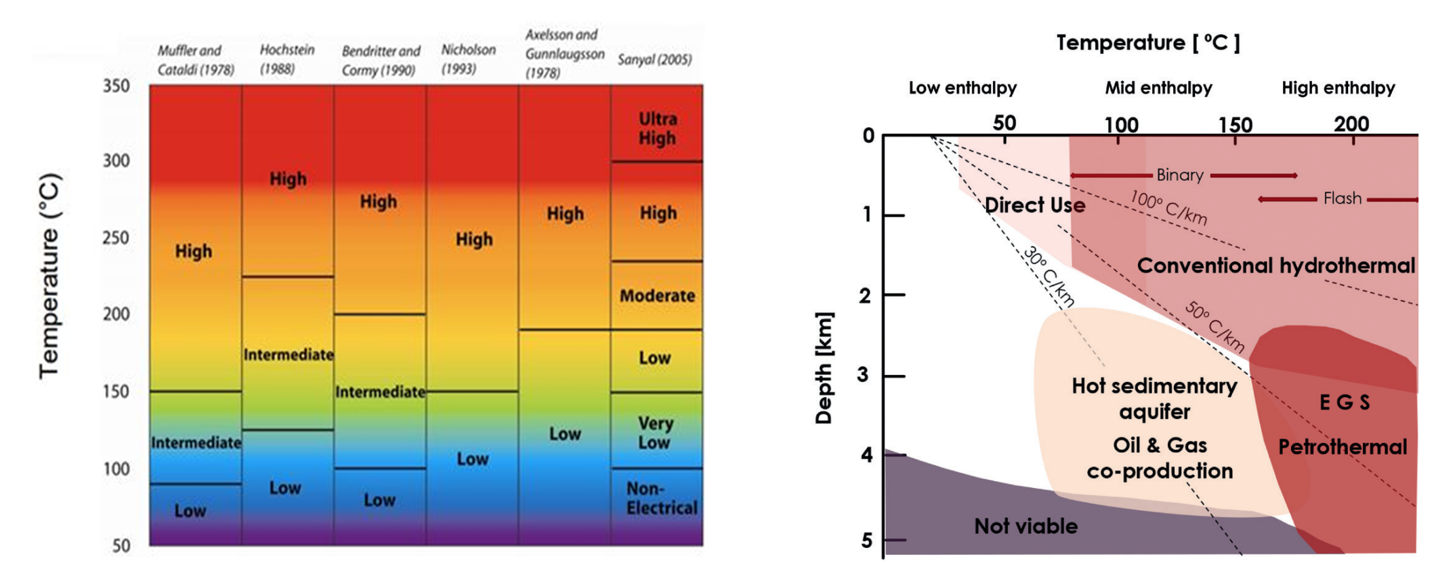 Muffler and
Cataldi (1978)
Hochstein
(1988)
Bendritter and
Cormy (1990)
Nicholson
(1993)
Axelsson and
Gunnlaugsson
(1978)
Sanyal (2005)
Temperature (°C)
350
300
250
200
150
100
50
High
Intermediate
Low
High
Intermediate
Low
High
Intermediate
Low
High
Low
High
Low
Ultra
High
High
Moderate
Low
Very
Low
Non-
Electrical
Temperature [ ºC ]
Low enthalpy
Mid enthalpy
High enthalpy
50
100
150
200
Depth [km]
0
1
2
3
4
5
Binary
Flash
Direct Use
100º C/km
Conventional hydrothermal
30º C/km
50º C/km
Hot sedimentary
aquifer
Oil & Gas
co-production
E G S
Petrothermal
Not viable